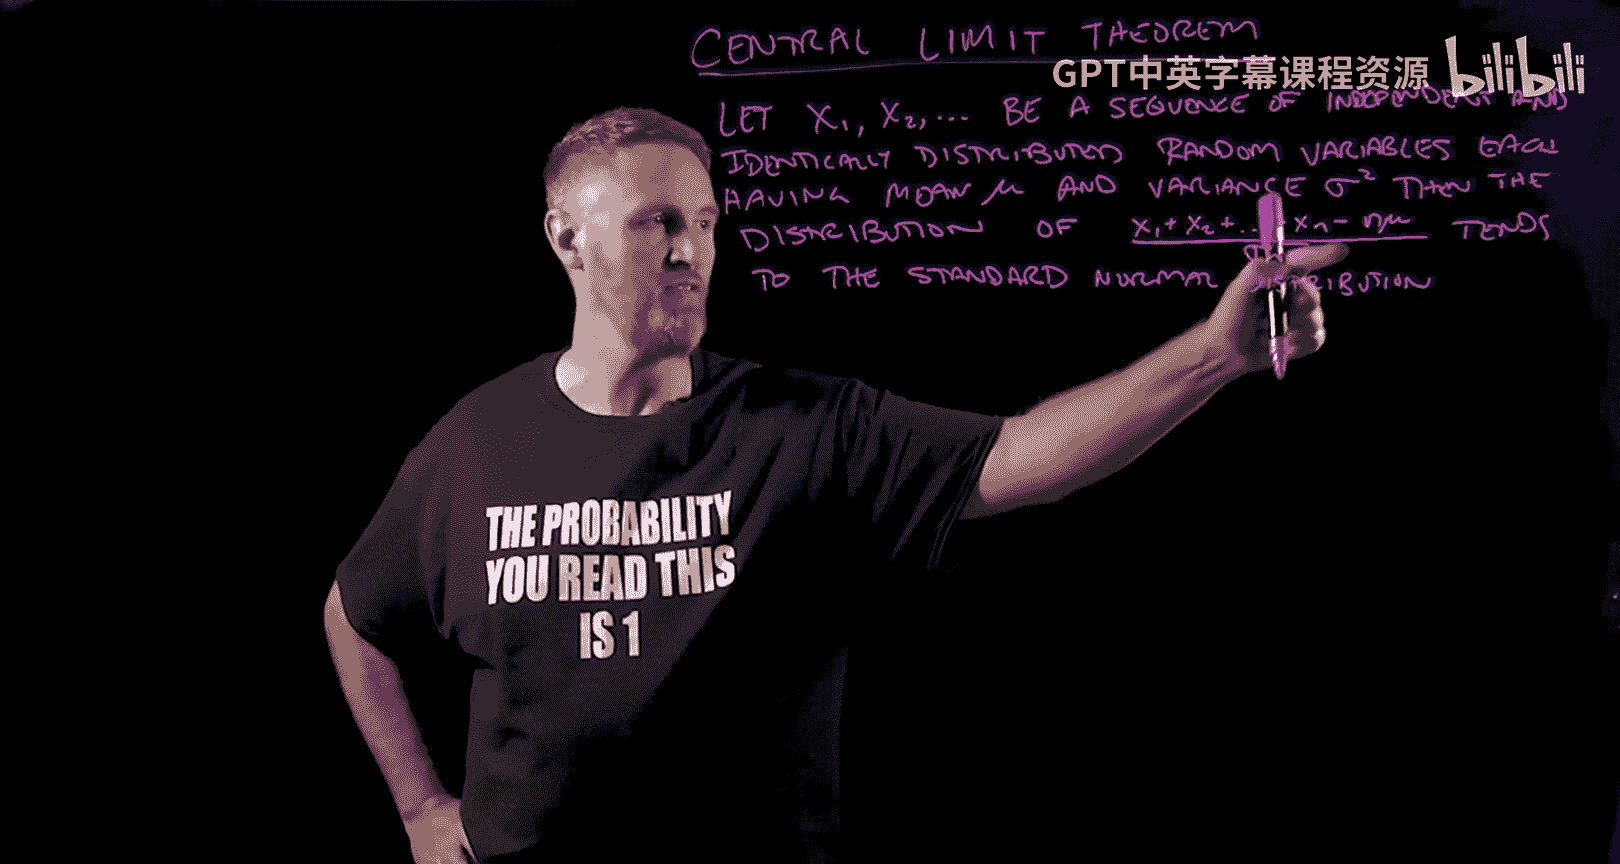 CENTRAL LIMIT THEOREM
GPT中英字幕课程资源 bilibili
LET X₁, X₂, ... BE A SEQUENCE OF INDEPENDENT AND
IDENTICALLY DISTRIBUTED RANDOM VARIABLES EACH
HAVING MEAN μ AND VARIANCE σ² THEN THE
DISTRIBUTION OF X₁ + X₂ + ... Xₙ - nμ TENDS
TO THE STANDARD NORMAL DISTRIBUTION
THE PROBABILITY
YOU READ THIS
IS 1